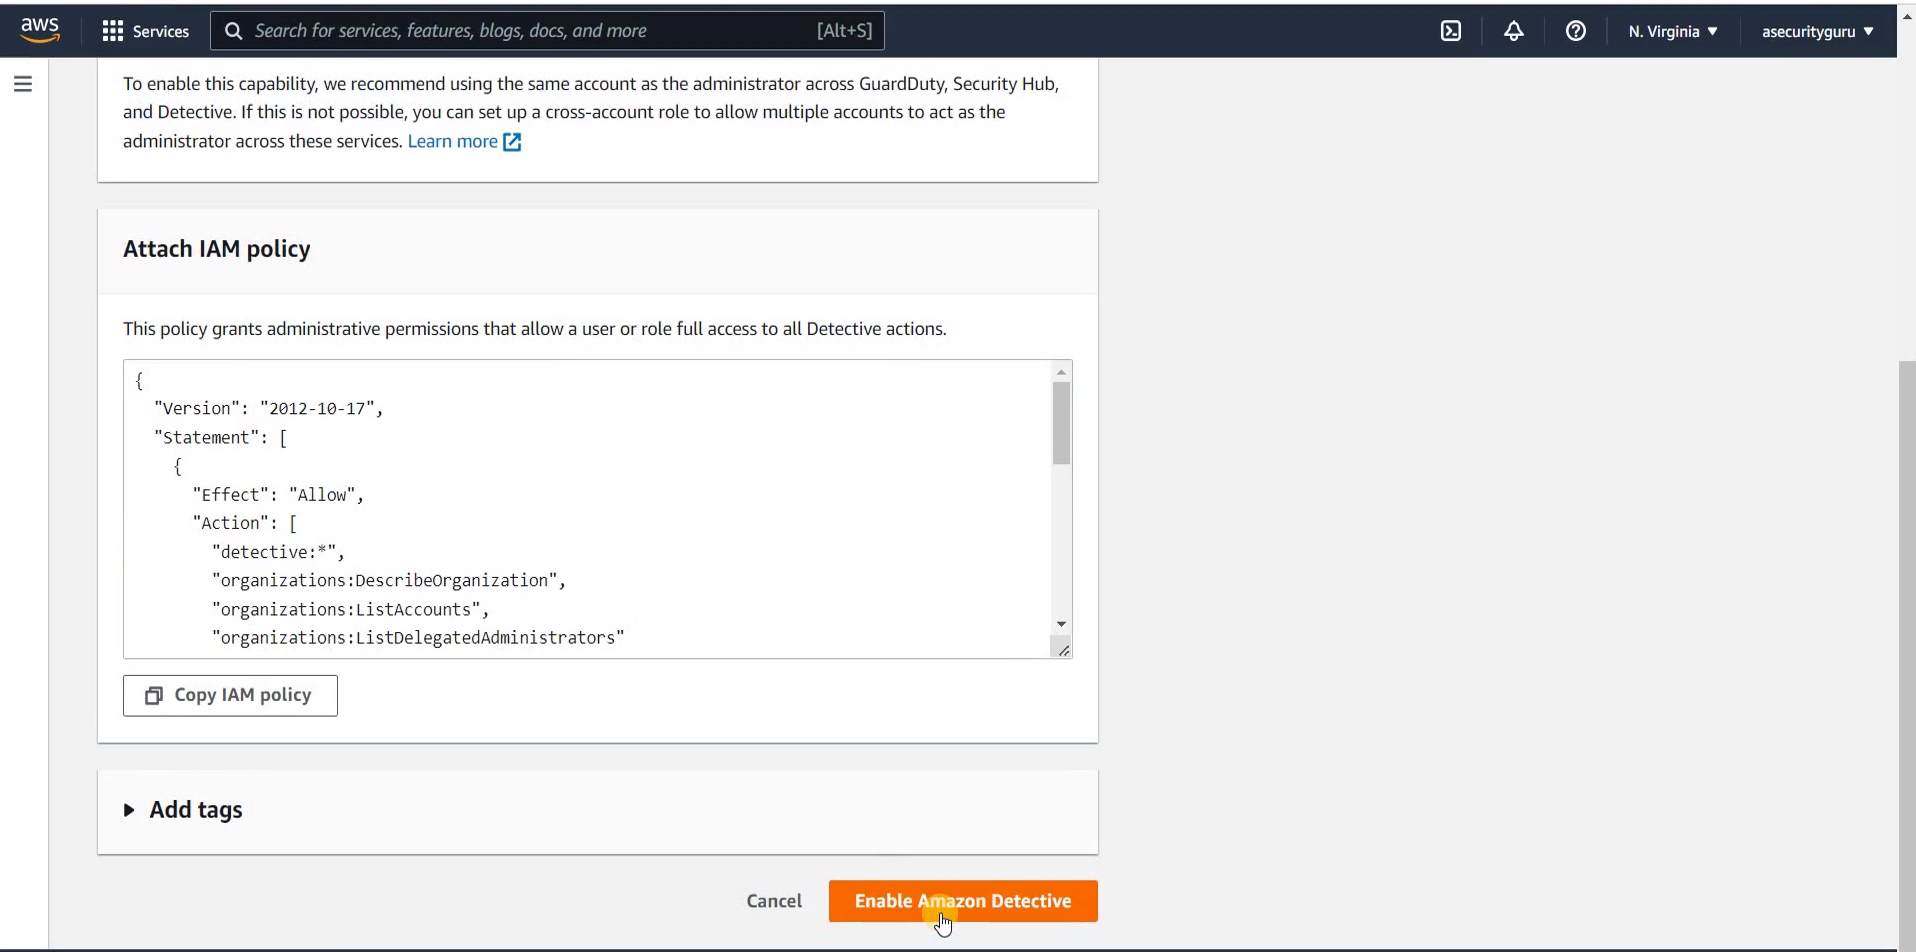 aws
Services
Search for services, features, blogs, docs, and more
[Alt+S]
N. Virginia
asecurityguru
To enable this capability, we recommend using the same account as the administrator across GuardDuty, Security Hub,
and Detective. If this is not possible, you can set up a cross-account role to allow multiple accounts to act as the
administrator across these services. Learn more
Attach IAM policy
This policy grants administrative permissions that allow a user or role full access to all Detective actions.
{
"Version": "2012-10-17",
"Statement": [
{
"Effect": "Allow",
"Action": [
"detective:*",
"organizations:DescribeOrganization",
"organizations:ListAccounts",
"organizations:ListDelegatedAdministrators"
Copy IAM policy
Add tags
Cancel
Enable Amazon Detective